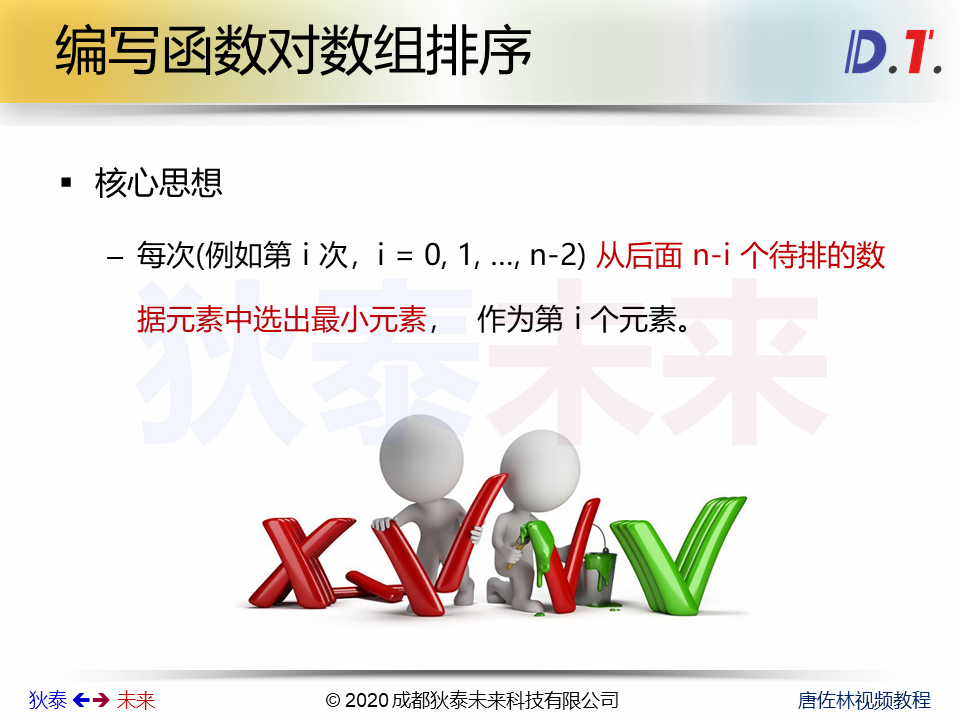 编写函数对数组排序
D.T.
核心思想
– 每次(例如第 i 次，i = 0, 1, …, n-2) 从后面 n-i 个待排的数
据元素中选出最小元素， 作为第 i 个元素。
狄泰未来
狄泰 未来
© 2020 成都狄泰未来科技有限公司
唐佐林视频教程